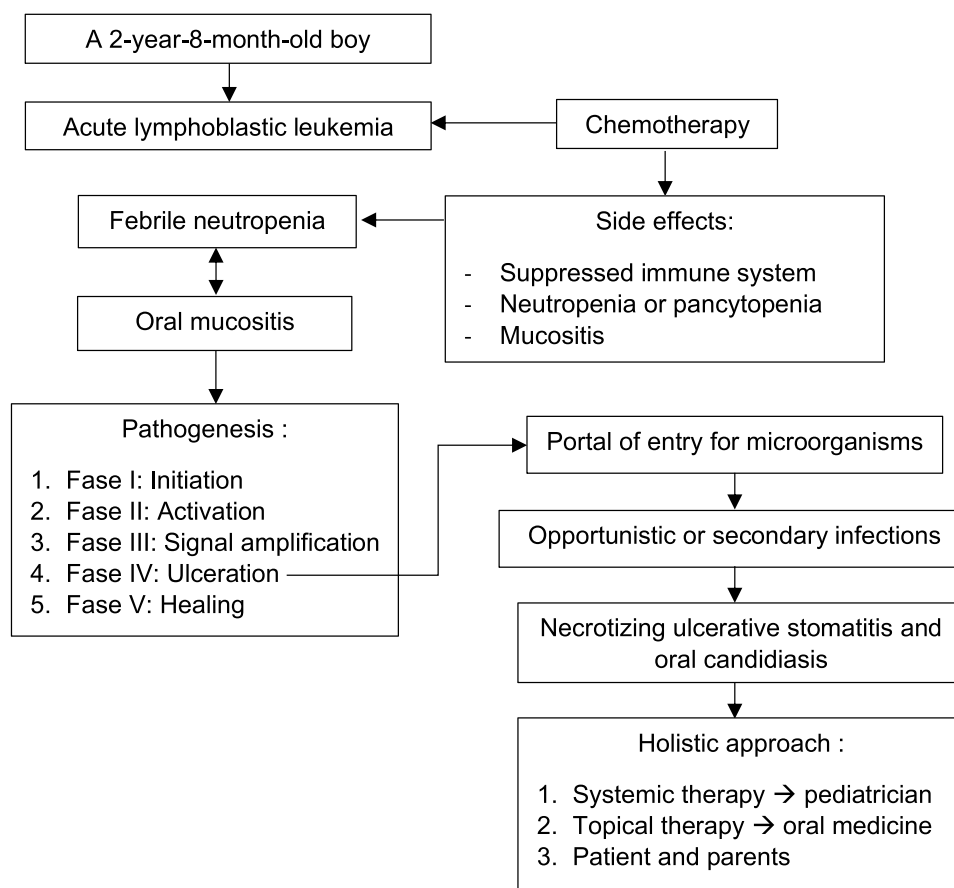 A 2-year-8-month-old boy
Acute lymphoblastic leukemia
Chemotherapy
Febrile neutropenia
Side effects:
- Suppressed immune system
- Neutropenia or pancytopenia
- Mucositis
Oral mucositis
Pathogenesis :
1. Fase I: Initiation
2. Fase II: Activation
3. Fase III: Signal amplification
4. Fase IV: Ulceration
5. Fase V: Healing
Portal of entry for microorganisms
Opportunistic or secondary infections
Necrotizing ulcerative stomatitis and
oral candidiasis
Holistic approach :
1. Systemic therapy → pediatrician
2. Topical therapy → oral medicine
3. Patient and parents